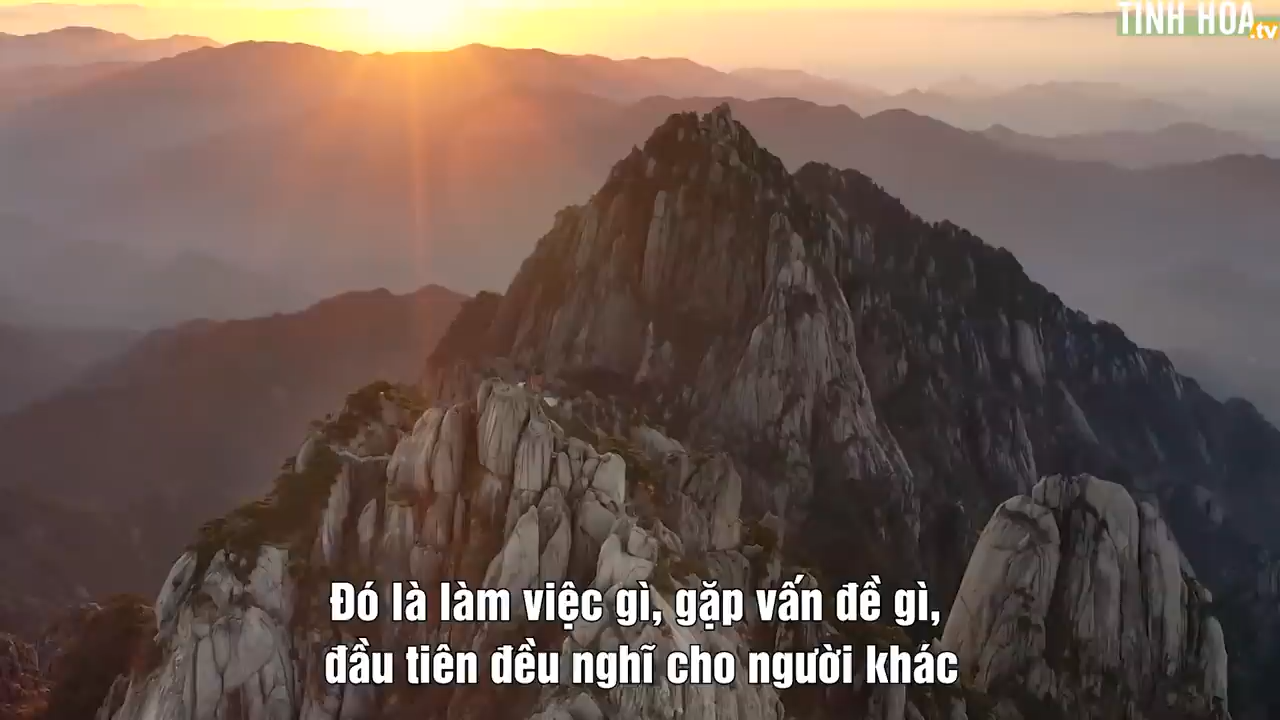 TINH HOA
.tv
Đó là làm việc gì, gặp vấn đề gì,
đầu tiên đều nghĩ cho người khác